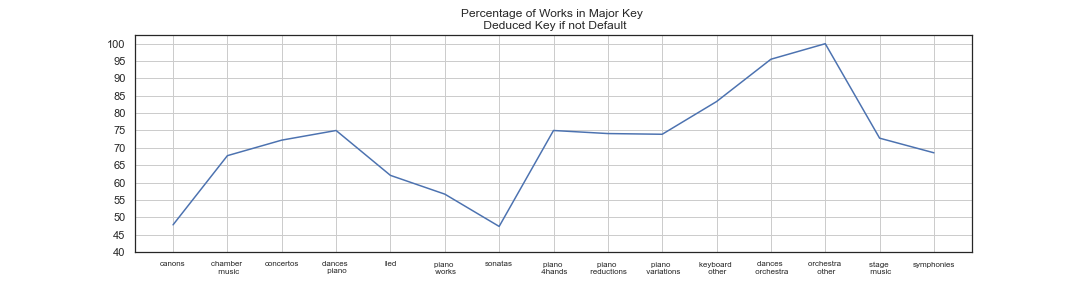 Percentage of Works in Major Key
Deduced Key if not Default
100
95
90
85
80
75
70
65
60
55
50
45
40
canons
chamber
music
concertos
dances
piano
lied
piano
works
sonatas
piano
4hands
piano
reductions
piano
variations
keyboard
other
dances
orchestra
orchestra
other
stage
music
symphonies